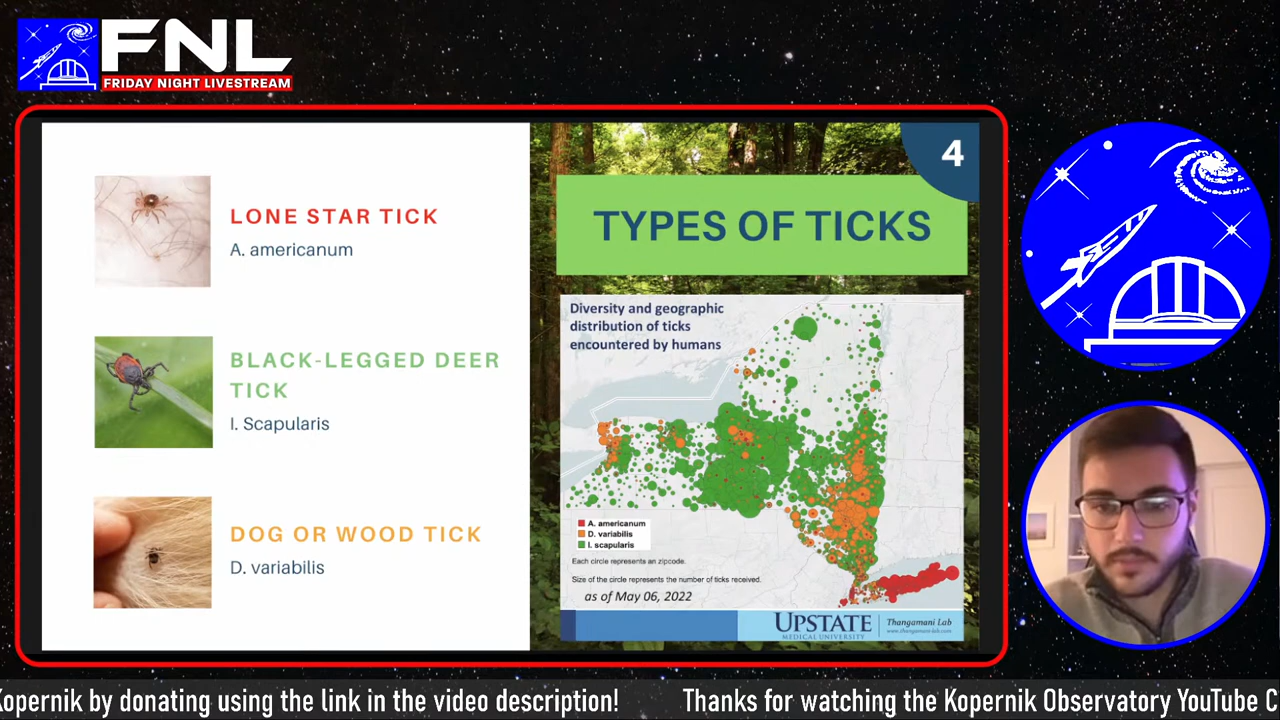 FNL
FRIDAY NIGHT LIVESTREAM
LONE STAR TICK
A. americanum
BLACK-LEGGED DEER
TICK
I. Scapularis
DOG OR WOOD TICK
D. variabilis
4
TYPES OF TICKS
Diversity and geographic
distribution of ticks
encountered by humans
A. americanum
D. variabilis
I. scapularis
Each circle represents an zipcode.
Size of the circle represents the number of ticks received.
as of May 06, 2022
UPSTATE
MEDICAL UNIVERSITY
Thangamani Lab
www.thangamani-lab.com
Kopernik by donating using the link in the video description! Thanks for watching the Kopernik Observatory YouTube C